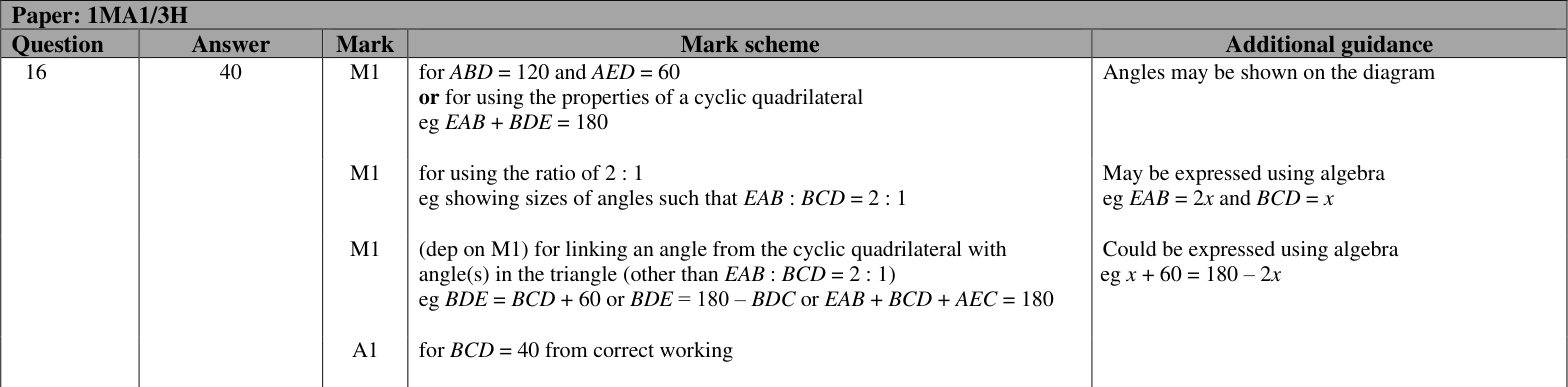 Paper: 1MA1/3H
Question Answer Mark Mark scheme Additional guidance
16 40 M1 for ABD = 120 and AED = 60 Angles may be shown on the diagram
or for using the properties of a cyclic quadrilateral
eg EAB + BDE = 180
M1 for using the ratio of 2 : 1 May be expressed using algebra
eg showing sizes of angles such that EAB : BCD = 2 : 1 eg EAB = 2x and BCD = x
M1 (dep on M1) for linking an angle from the cyclic quadrilateral with Could be expressed using algebra
angle(s) in the triangle (other than EAB : BCD = 2 : 1) eg x + 60 = 180 – 2x
eg BDE = BCD + 60 or BDE = 180 – BDC or EAB + BCD + AEC = 180
A1 for BCD = 40 from correct working